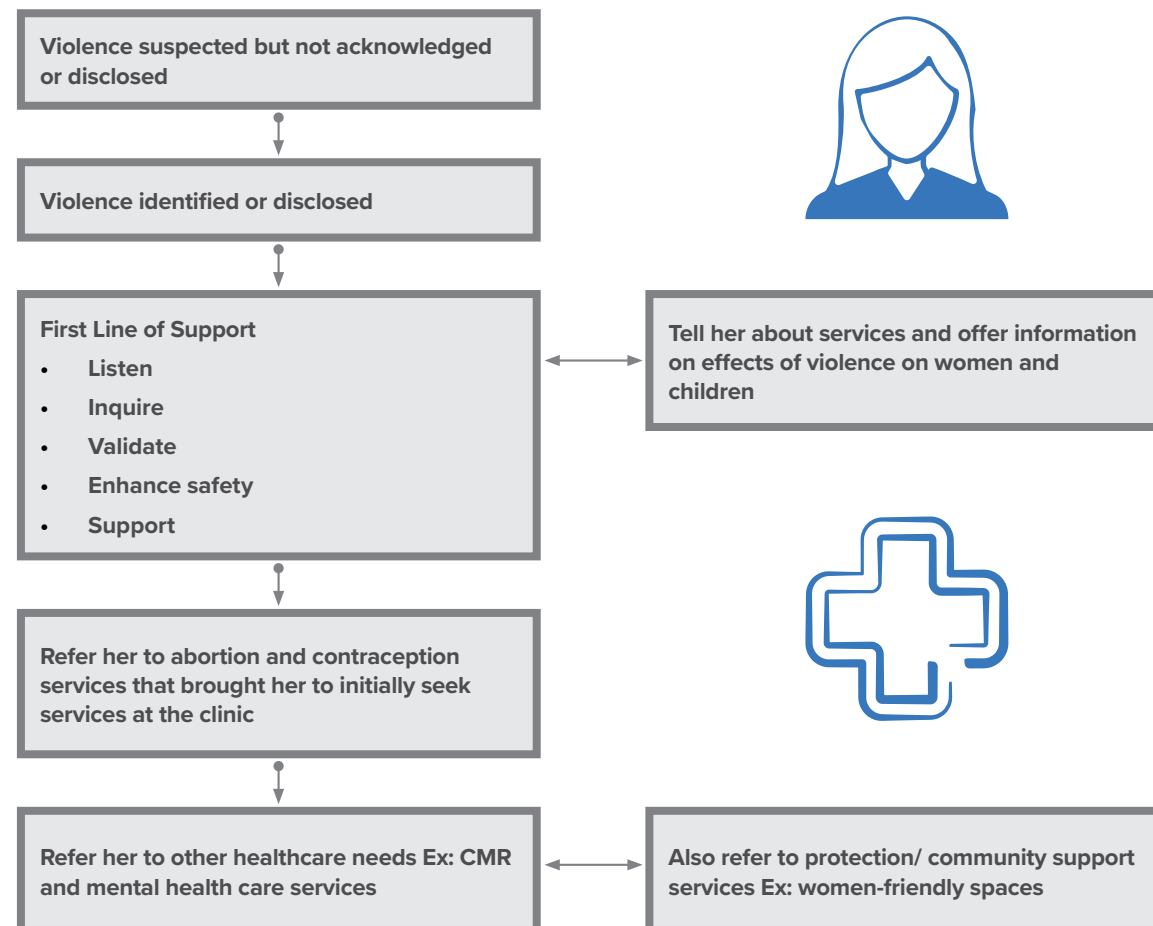 Violence suspected but not acknowledged
or disclosed
Violence identified or disclosed
First Line of Support
• Listen
• Inquire
• Validate
• Enhance safety
• Support
Tell her about services and offer information
on effects of violence on women and
children
Refer her to abortion and contraception
services that brought her to initially seek
services at the clinic
Refer her to other healthcare needs Ex: CMR
and mental health care services
Also refer to protection/ community support
services Ex: women-friendly spaces